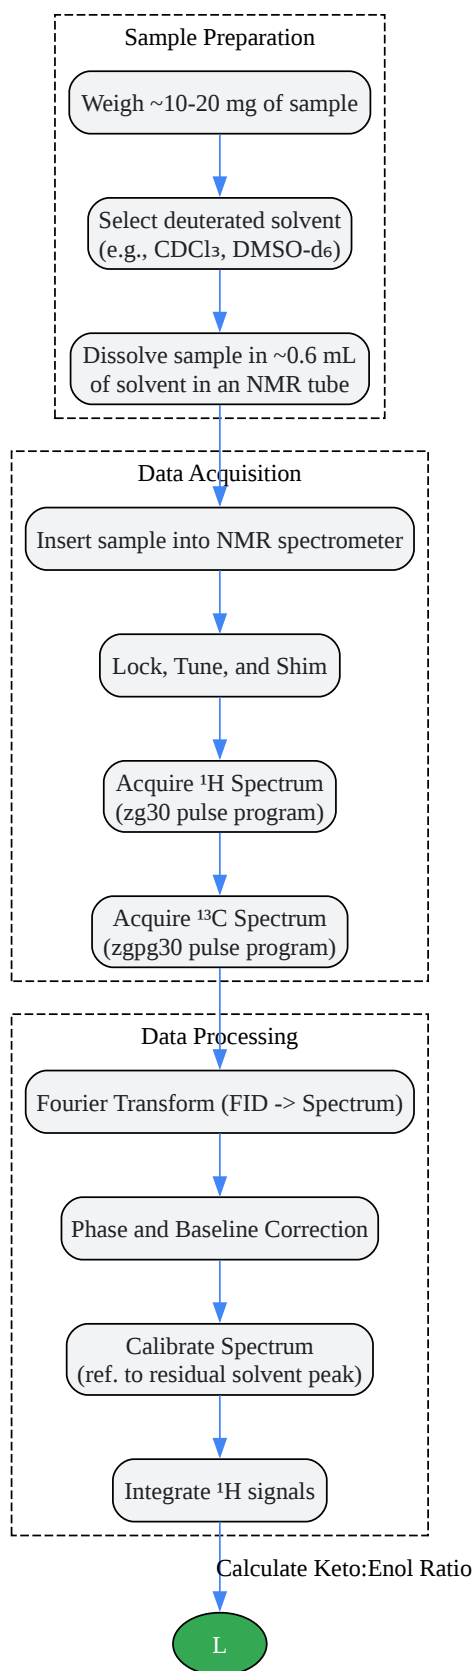 Sample Preparation
Weigh ~10-20 mg of sample
Select deuterated solvent
(e.g., CDCl₃, DMSO-d₆)
Dissolve sample in ~0.6 mL
of solvent in an NMR tube
Data Acquisition
Insert sample into NMR spectrometer
Lock, Tune, and Shim
Acquire ¹H Spectrum
(zg30 pulse program)
Acquire ¹³C Spectrum
(zgpg30 pulse program)
Data Processing
Fourier Transform (FID -> Spectrum)
Phase and Baseline Correction
Calibrate Spectrum
(ref. to residual solvent peak)
Integrate ¹H signals
Calculate Keto:Enol Ratio
L